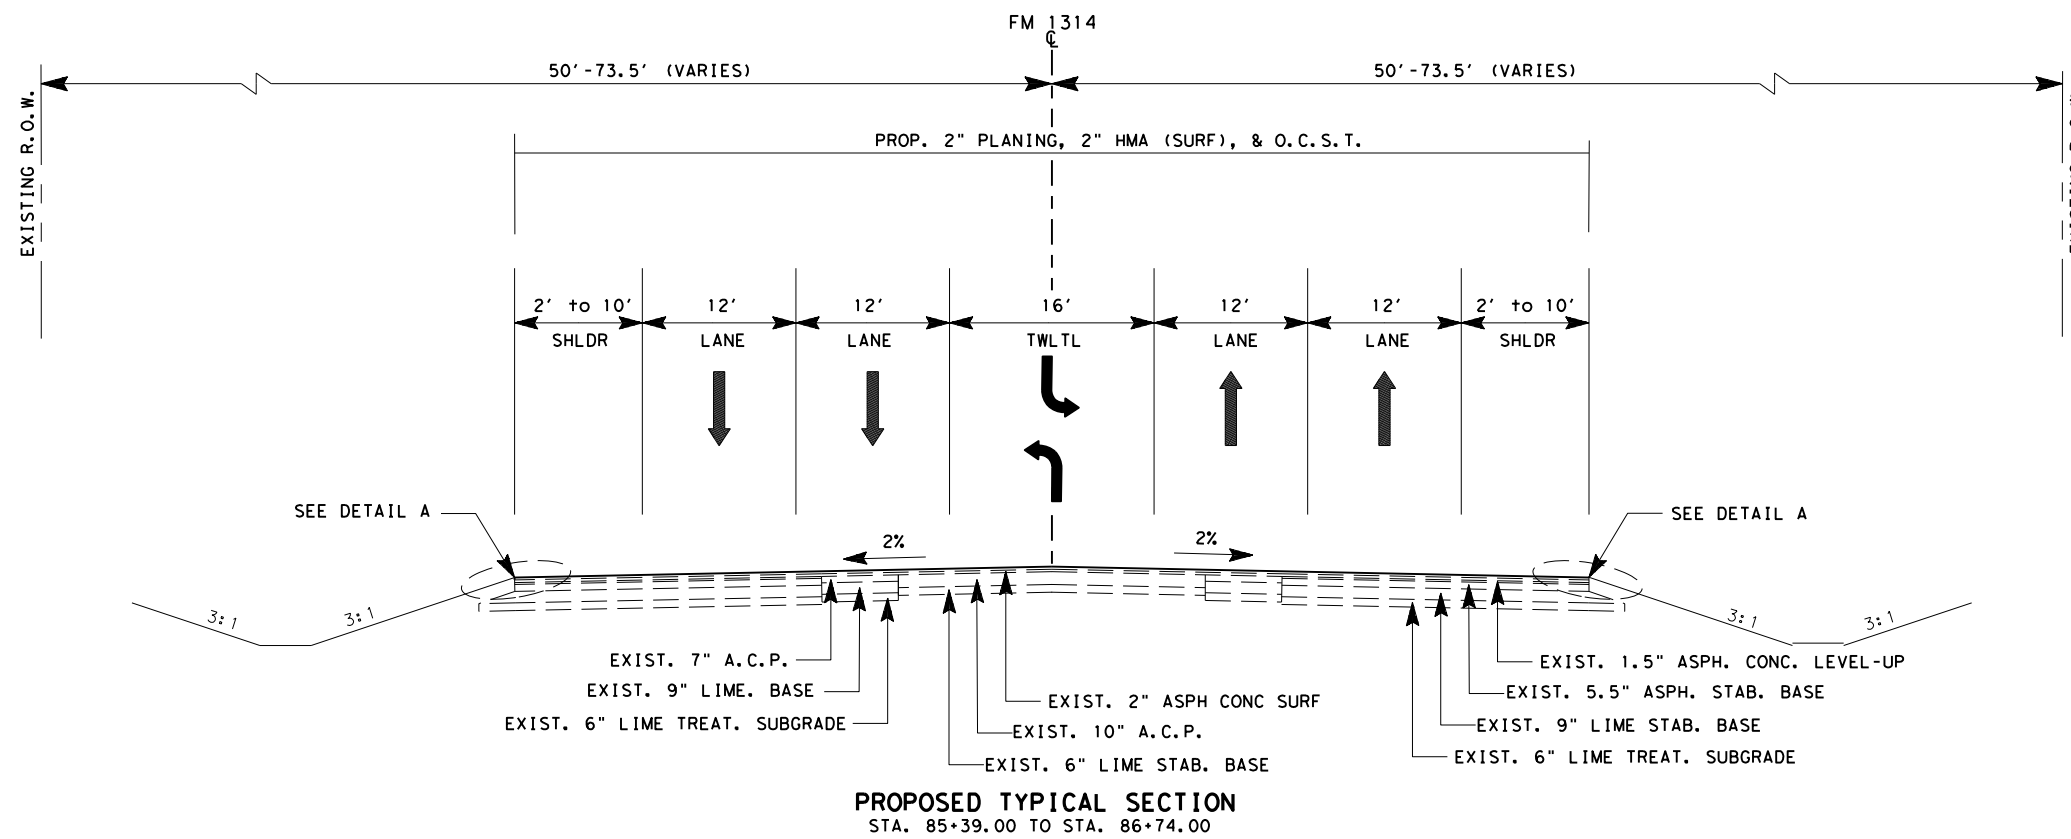 FM 1314
℄
50'-73.5' (VARIES)
50'-73.5' (VARIES)
EXISTING R.O.W.
PROP. 2" PLANING, 2" HMA (SURF), & O.C.S.T.
2' to 10'
12'
12'
16'
12'
12'
2' to 10'
SHLDR
LANE
LANE
TWLTL
LANE
LANE
SHLDR
SEE DETAIL A
SEE DETAIL A
2%
2%
3:1
3:1
3:1
3:1
EXIST. 7" A.C.P.
EXIST. 9" LIME. BASE
EXIST. 6" LIME TREAT. SUBGRADE
EXIST. 2" ASPH CONC SURF
EXIST. 10" A.C.P.
EXIST. 6" LIME STAB. BASE
EXIST. 1.5" ASPH. CONC. LEVEL-UP
EXIST. 5.5" ASPH. STAB. BASE
EXIST. 9" LIME STAB. BASE
EXIST. 6" LIME TREAT. SUBGRADE
PROPOSED TYPICAL SECTION
STA. 85+39.00 TO STA. 86+74.00